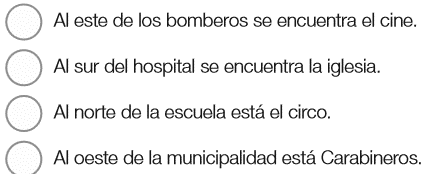 Al este de los bomberos se encuentra el cine.
Al sur del hospital se encuentra la iglesia.
Al norte de la escuela está el circo.
Al oeste de la municipalidad está Carabineros.